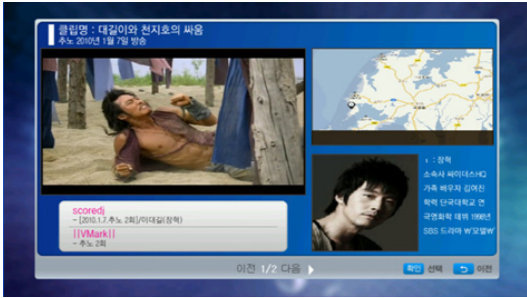 클립명 : 대길이와 천지호의 싸움
추노 2010년 1월 7일 방송
scoredj
- [2010.1.7.추노 2회]/이대길(장혁)
||VMark||
- 추노 2회
: 장혁
소속사 싸이더스HQ
가족 배우자 김여진
학력 단국대학교 연
극영화학 데뷔 1998년
SBS 드라마 ₩'모델₩'
이전 1/2 다음
확인 선택 이전